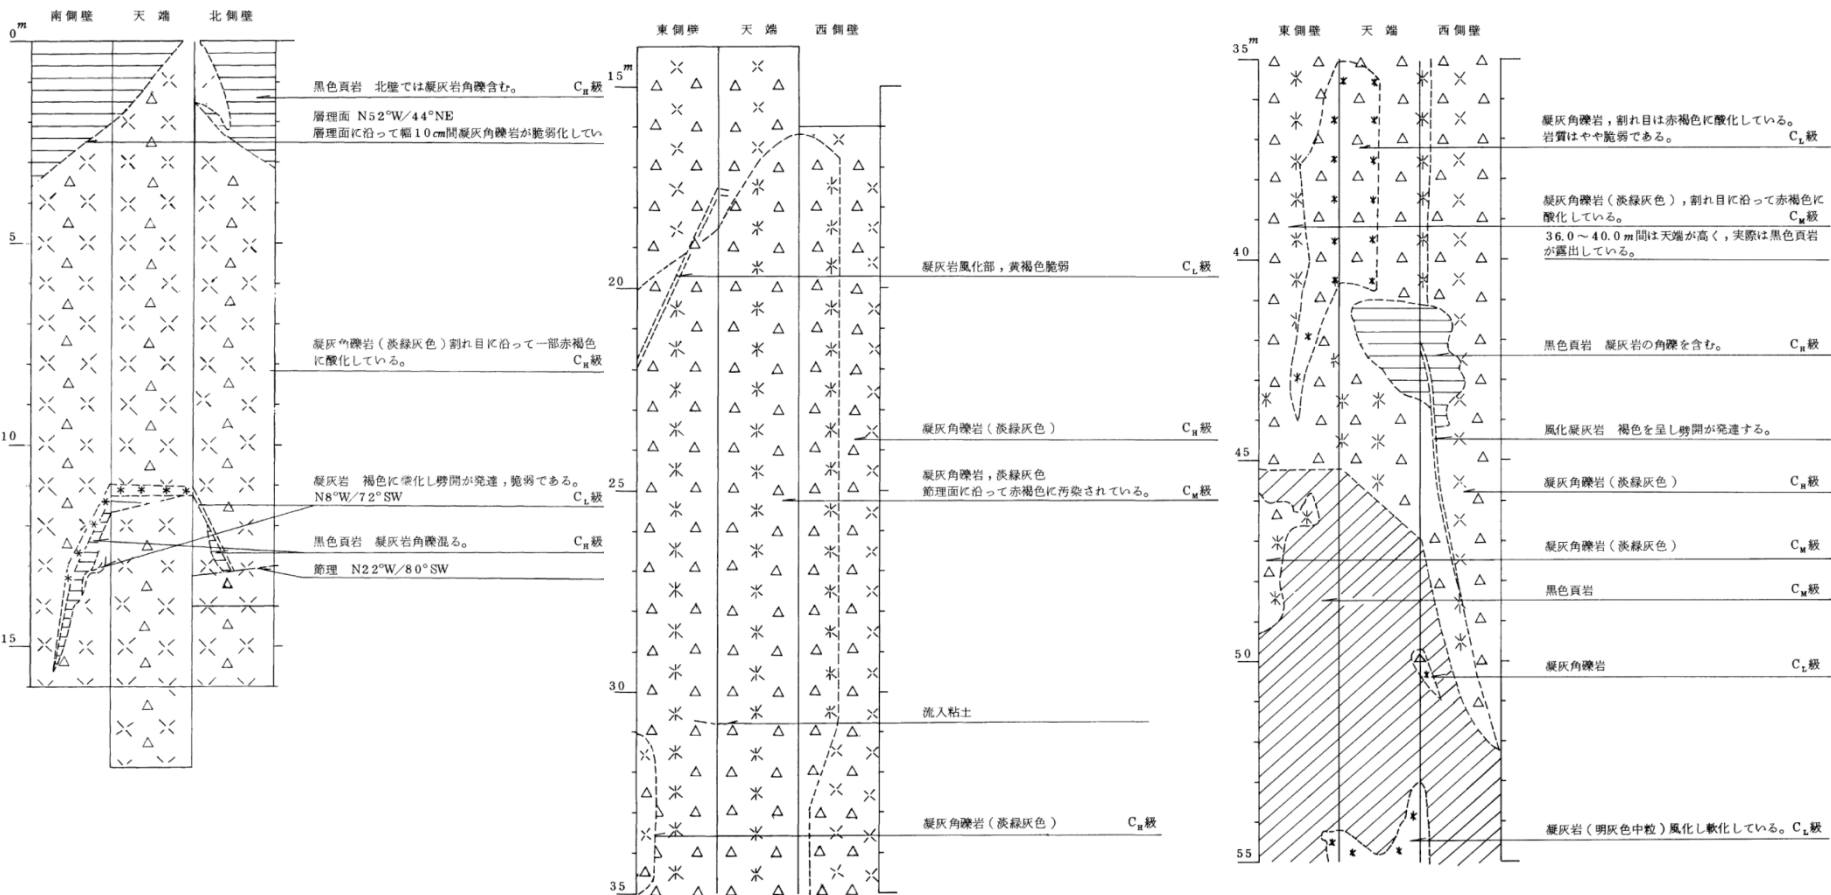 南側壁 天端 北側壁
0m
5
10
15
黒色頁岩 北壁では凝灰岩角礫含む。 CH級
層理面 N52°W/44°NE
層理面に沿って幅10cm間凝灰角礫岩が脆弱化してい
凝灰角礫岩(淡緑灰色)割れ目に沿って一部赤褐色
に酸化している。 CH級
凝灰岩 褐色に 化し劈開が発達,脆弱である。
N8°W/72°SW CL級
黒色頁岩 凝灰岩角礫混る。 CH級
節理 N22°W/80°SW
東側壁 天端 西側壁
15m
20
25
30
35
凝灰岩風化部,黄褐色脆弱 CL級
凝灰角礫岩(淡緑灰色) CH級
凝灰角礫岩,淡緑灰色
節理面に沿って赤褐色に汚染されている。 CM級
流入粘土
凝灰角礫岩(淡緑灰色) CH級
東側壁 天端 西側壁
35m
40
45
50
55
凝灰角礫岩,割れ目は赤褐色に酸化している。
岩質はやや脆弱である。 CL級
凝灰角礫岩(淡緑灰色),割れ目に沿って赤褐色に
酸化している。 CM級
36.0~40.0m間は天端が高く,実際は黒色頁岩
が露出している。
黒色頁岩 凝灰岩の角礫を含む。 CH級
風化凝灰岩 褐色を呈し劈開が発達する。
凝灰角礫岩(淡緑灰色) CH級
凝灰角礫岩(淡緑灰色) CM級
黒色頁岩 CM級
凝灰角礫岩 CL級
凝灰岩(明灰色中粒)風化し軟化している。CL級